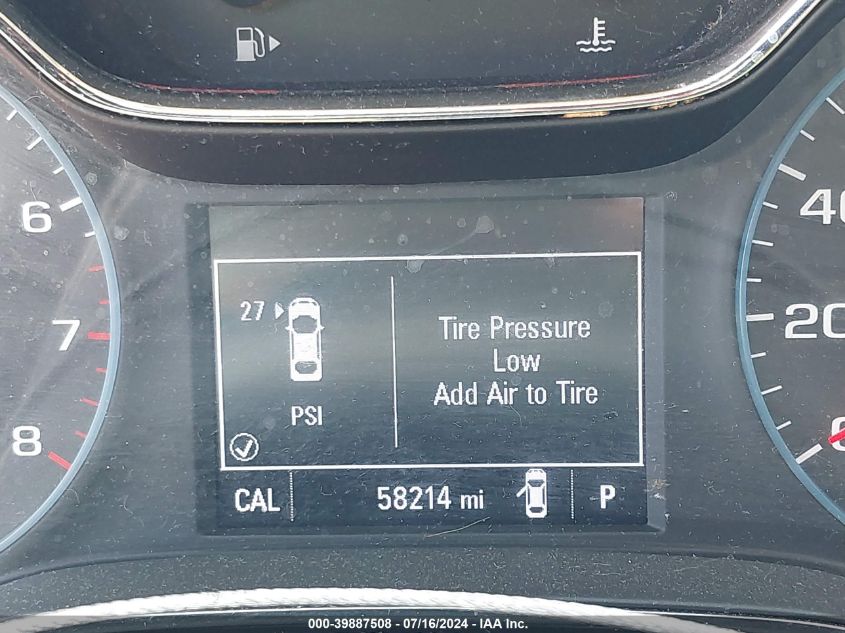 6
7
8
40
20
0
27
PSI
Tire Pressure
Low
Add Air to Tire
CAL
58214 mi
P
000-39887508 - 07/16/2024 - IAA Inc.